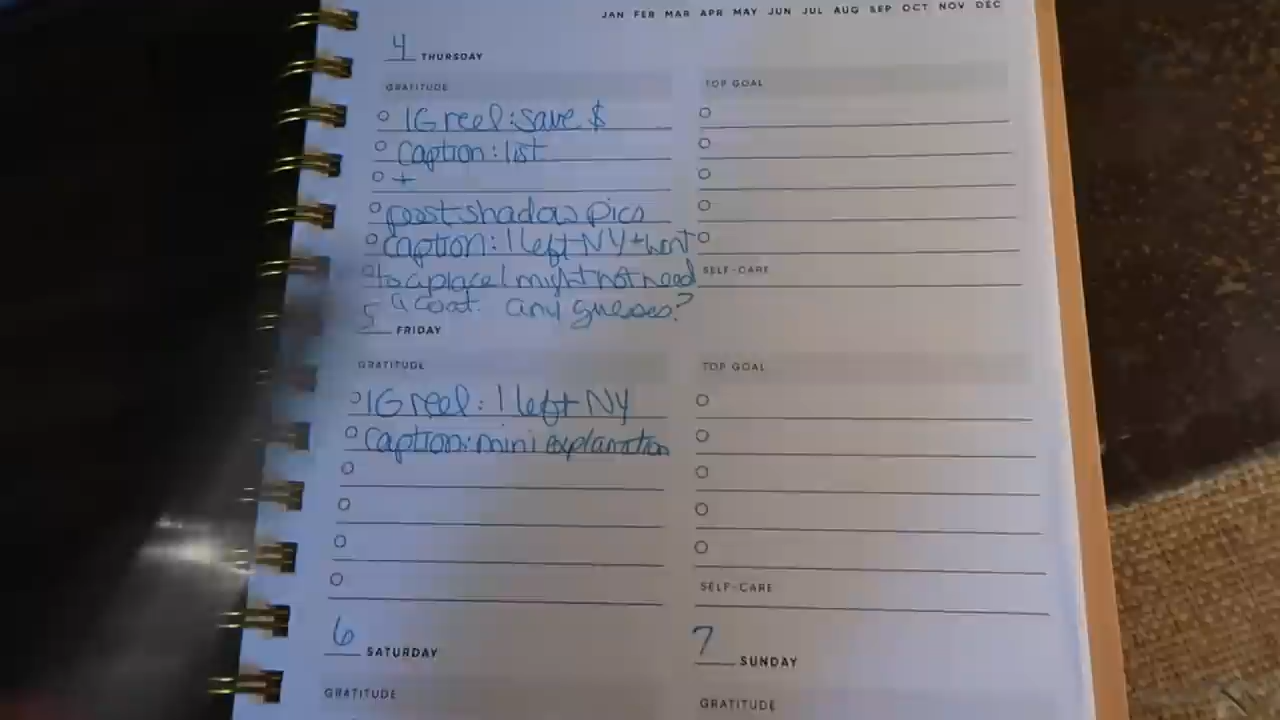 JAN FEB MAR APR MAY JUN JUL AUG SEP OCT NOV DEC
4 THURSDAY
GRATITUDE
IG reel: save $
Caption: list
+
post shadow pics
Caption: I left NY + went
to a place I might not need
a coat. any guesses?
TOP GOAL
SELF-CARE
5 FRIDAY
GRATITUDE
IG reel: I left NY
Caption: mini explanation
TOP GOAL
SELF-CARE
6 SATURDAY
GRATITUDE
7 SUNDAY
GRATITUDE